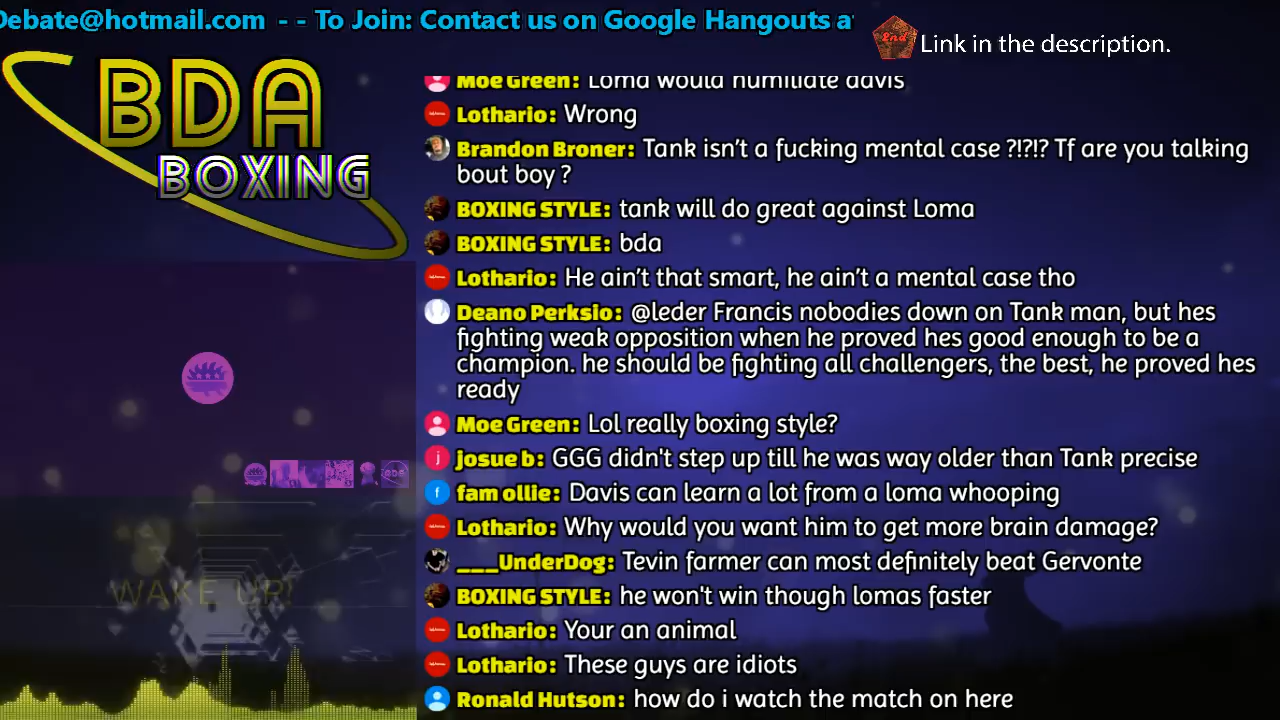 Debate@hotmail.com - - To Join: Contact us on Google Hangouts a
End
Link in the description.
BDA
BOXING
Moe Green: Loma would humiliate davis
Lothario: Wrong
Brandon Broner: Tank isn't a fucking mental case ?!?!? Tf are you talking
bout boy ?
BOXING STYLE: tank will do great against Loma
BOXING STYLE: bda
Lothario: He ain't that smart, he ain't a mental case tho
Deano Perksio: @leder Francis nobodies down on Tank man, but hes
fighting weak opposition when he proved hes good enough to be a
champion. he should be fighting all challengers, the best, he proved hes
ready
Moe Green: Lol really boxing style?
j josue b: GGG didn't step up till he was way older than Tank precise
f fam ollie: Davis can learn a lot from a loma whooping
Lothario: Why would you want him to get more brain damage?
___UnderDog: Tevin farmer can most definitely beat Gervonte
BOXING STYLE: he won't win though lomas faster
Lothario: Your an animal
Lothario: These guys are idiots
Ronald Hutson: how do i watch the match on here
WAKE UP!